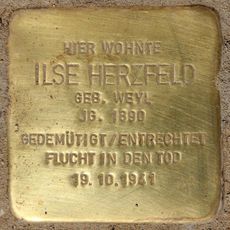 HIER WOHNTE
ILSE HERZFELD
GEB. WEYL
JG. 1890
GEDEMÜTIGT/ENTRECHTET
FLUCHT IN DEN TOD
19.10.1941